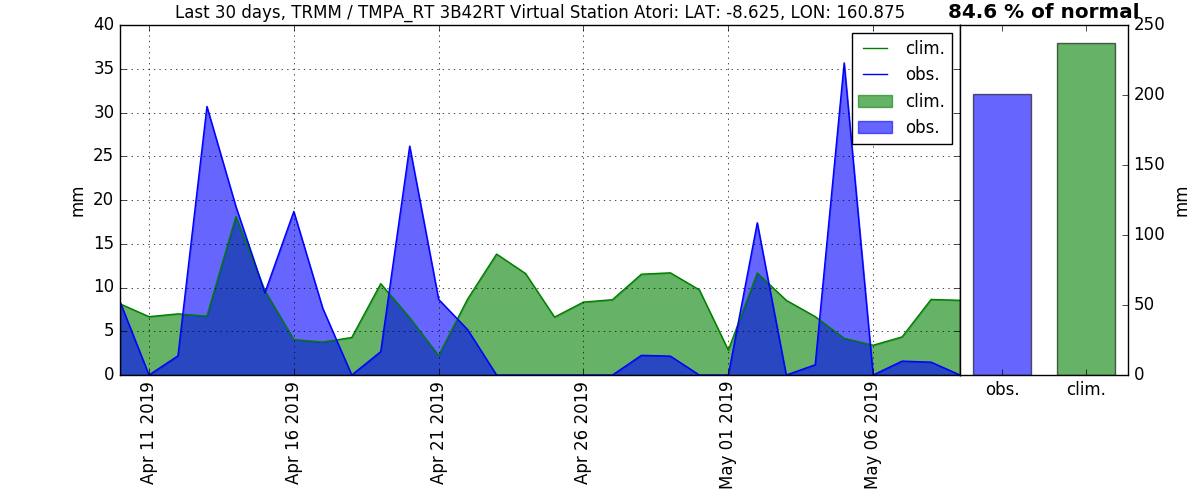 Last 30 days, TRMM / TMPA_RT 3B42RT Virtual Station Atori: LAT: -8.625, LON: 160.875
84.6 % of normal
40
35
30
25
20
15
10
5
0
mm
clim.
obs.
clim.
obs.
Apr 11 2019
Apr 16 2019
Apr 21 2019
Apr 26 2019
May 01 2019
May 06 2019
250
200
150
100
50
0
mm
obs.
clim.